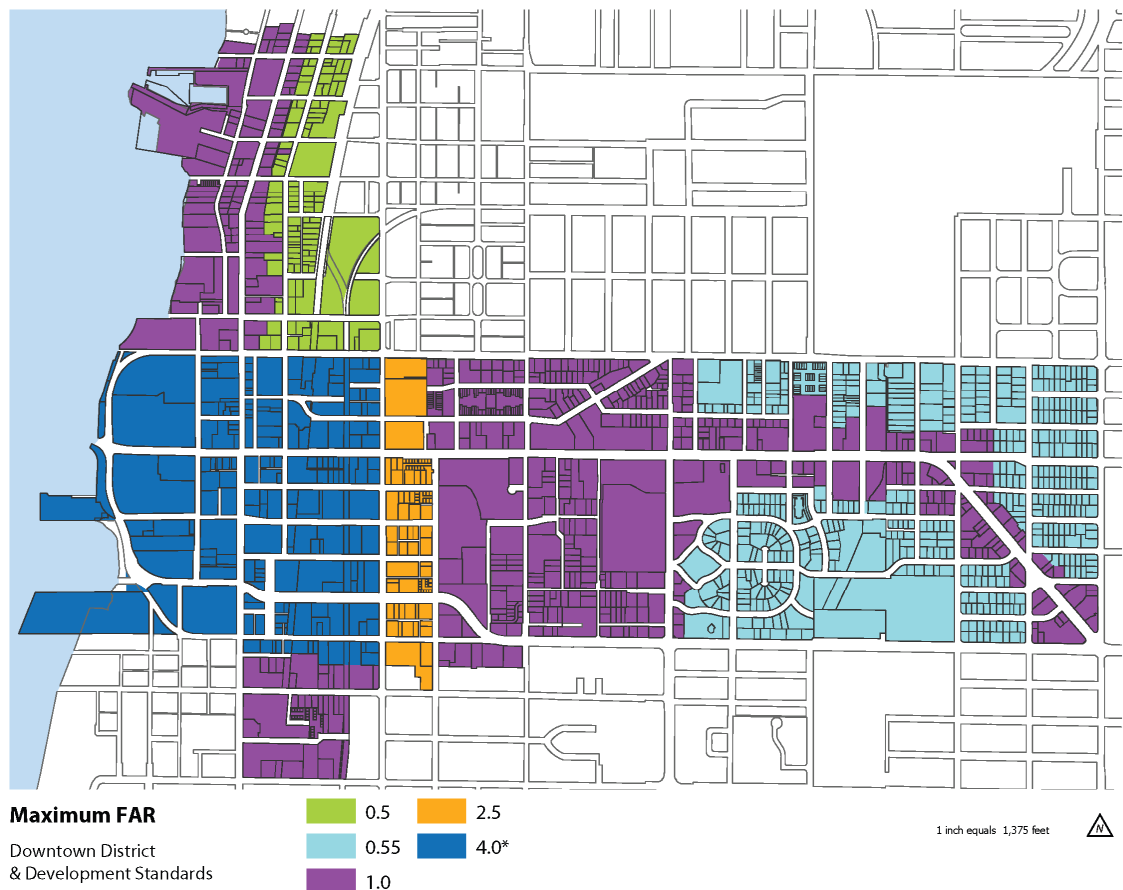 Maximum FAR
Downtown District
& Development Standards
0.5
0.55
1.0
2.5
4.0*
1 inch equals 1,375 feet
N